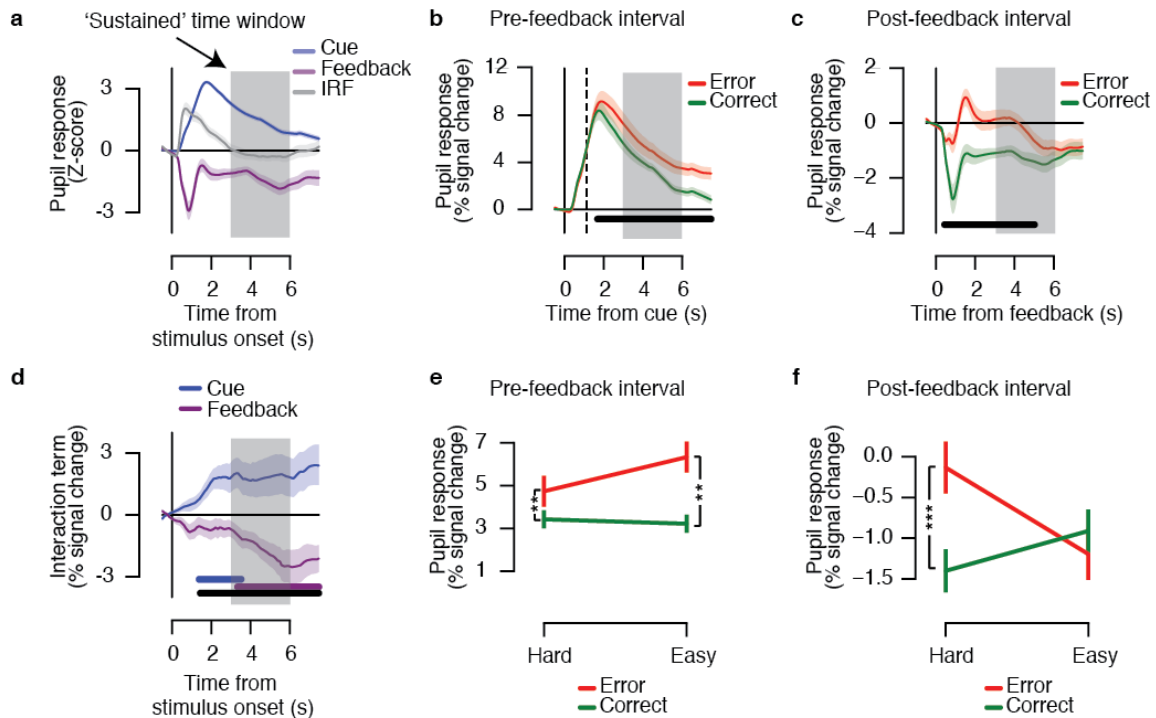 a
'Sustained' time window
Cue
Feedback
IRF
Pupil response
(Z-score)
3
0
−3
0 2 4 6
Time from
stimulus onset (s)
b
Pre-feedback interval
Error
Correct
Pupil response
(% signal change)
12
8
4
0
0 2 4 6
Time from cue (s)
c
Post-feedback interval
Error
Correct
Pupil response
(% signal change)
2
0
−2
−4
0 2 4 6
Time from feedback (s)
d
Cue
Feedback
Interaction term
(% signal change)
3
0
−3
0 2 4 6
Time from
stimulus onset (s)
e
Pre-feedback interval
Pupil response
(% signal change)
7
5
3
1
**
**
Hard Easy
Error
Correct
f
Post-feedback interval
Pupil response
(% signal change)
0.0
−0.5
−1.0
−1.5
***
Hard Easy
Error
Correct